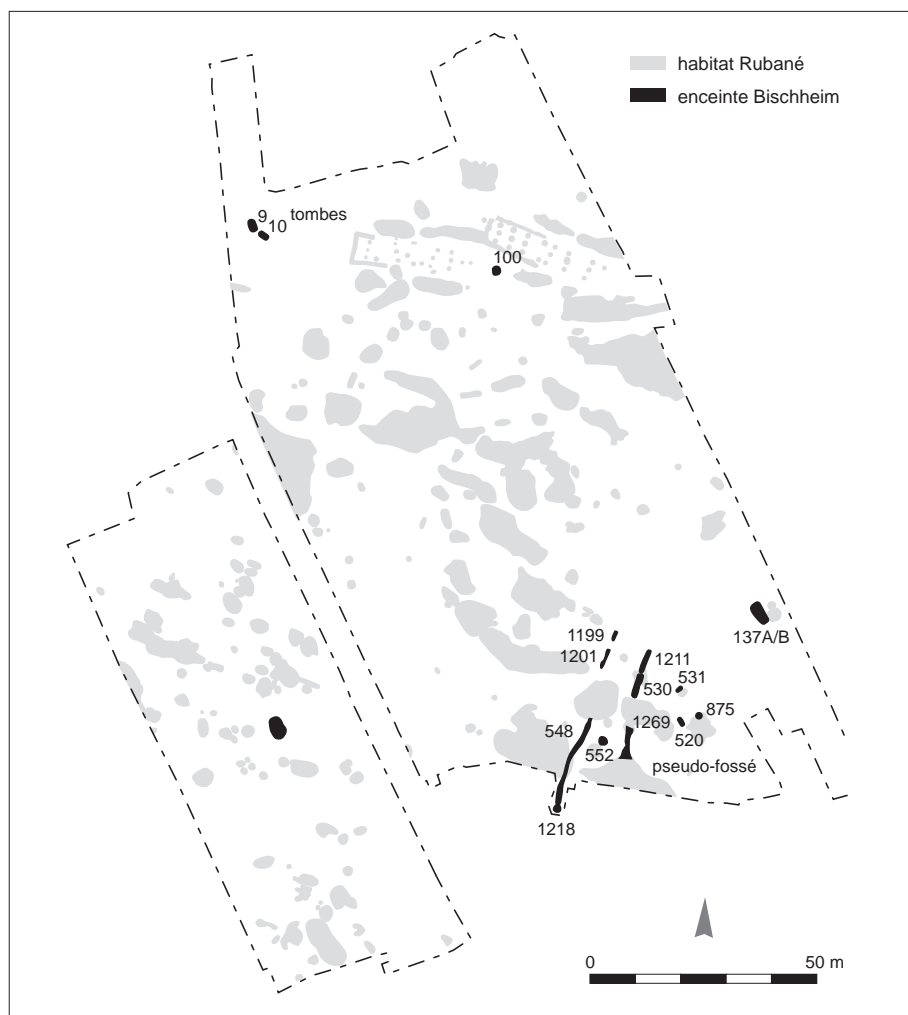 habitat Rubané
enceinte Bischheim
9
10
tombes
100
137A/B
1199
1201
1211
531
530
875
548
1269
552
520
pseudo-fossé
1218
0
50 m